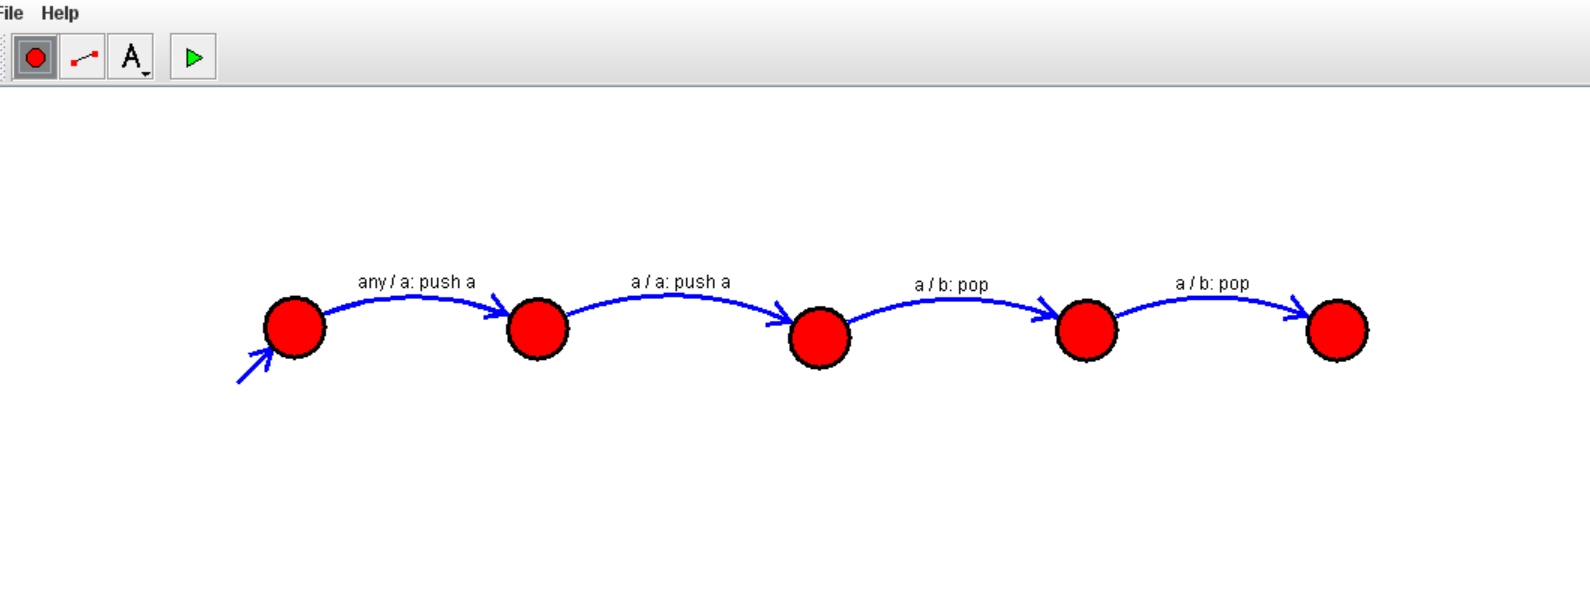 File Help
A
any / a: push a
a / a: push a
a / b: pop
a / b: pop